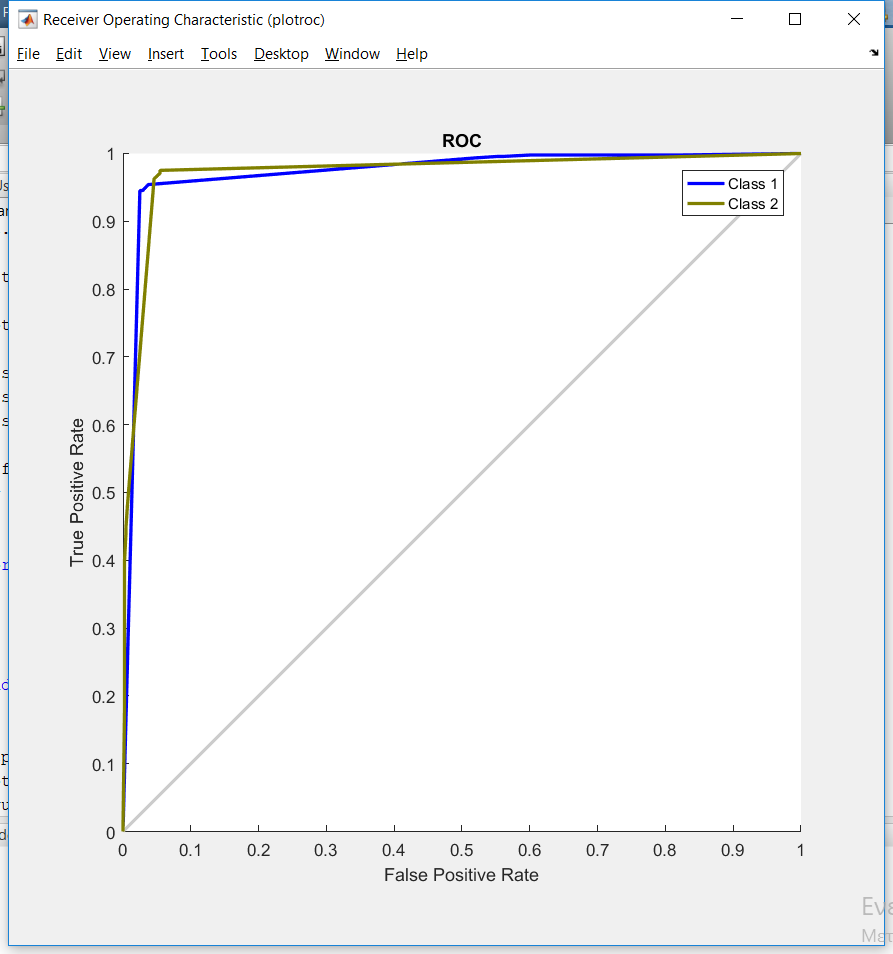 Receiver Operating Characteristic (plotroc)
File Edit View Insert Tools Desktop Window Help
ROC
Class 1
Class 2
True Positive Rate
1
0.9
0.8
0.7
0.6
0.5
0.4
0.3
0.2
0.1
0
0 0.1 0.2 0.3 0.4 0.5 0.6 0.7 0.8 0.9 1
False Positive Rate